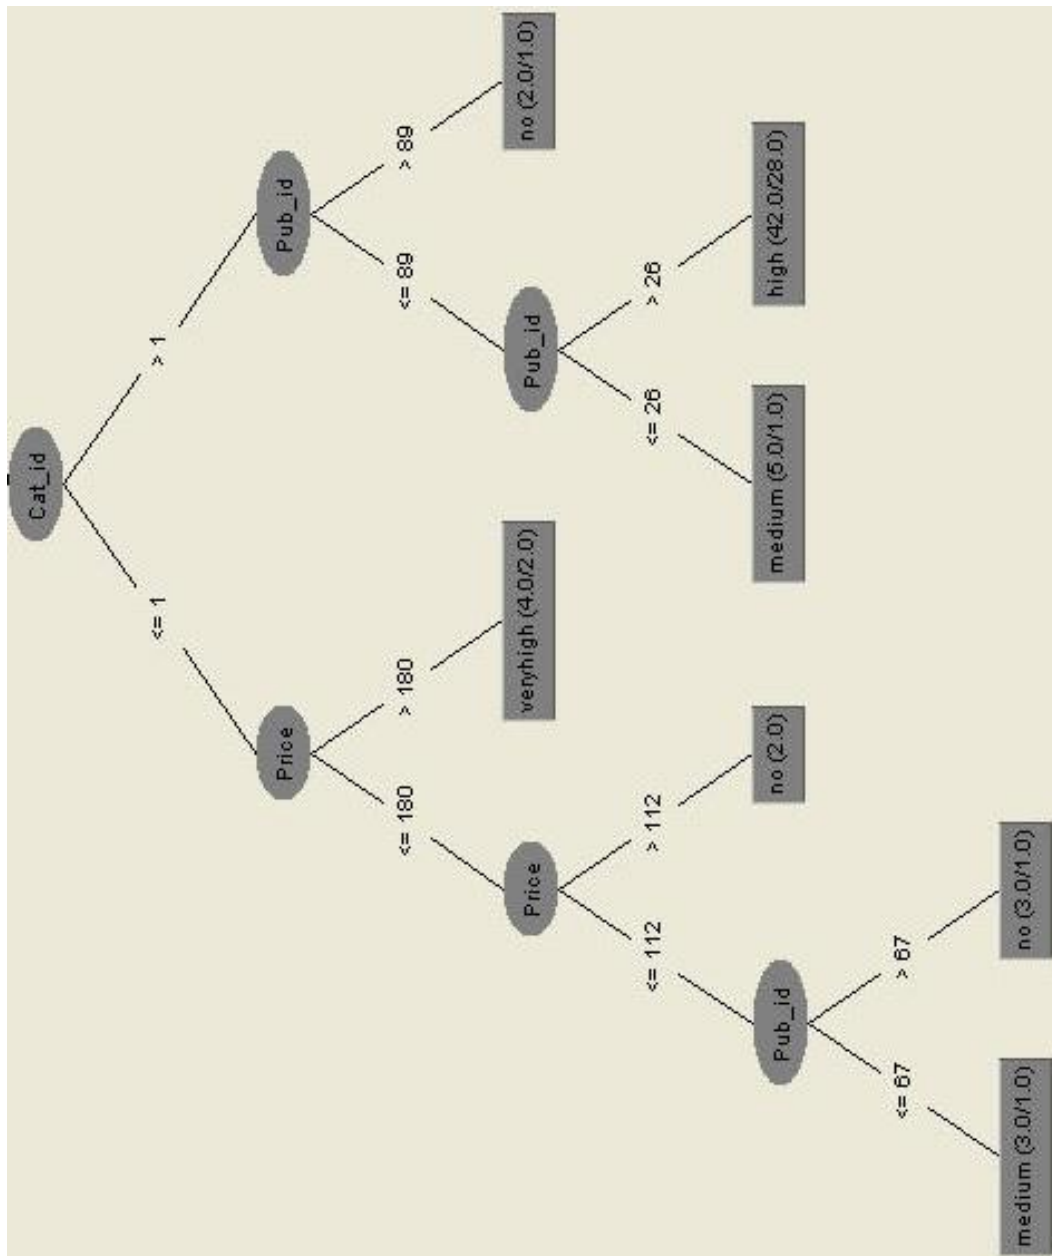 Cat_id
<= 1
> 1
Price
Pub_id
<= 180
> 180
<= 89
> 89
Price
veryhigh (4.0/2.0)
Pub_id
no (2.0/1.0)
<= 112
> 112
<= 26
> 26
Pub_id
no (2.0)
medium (5.0/1.0)
high (42.0/28.0)
<= 67
> 67
medium (3.0/1.0)
no (3.0/1.0)